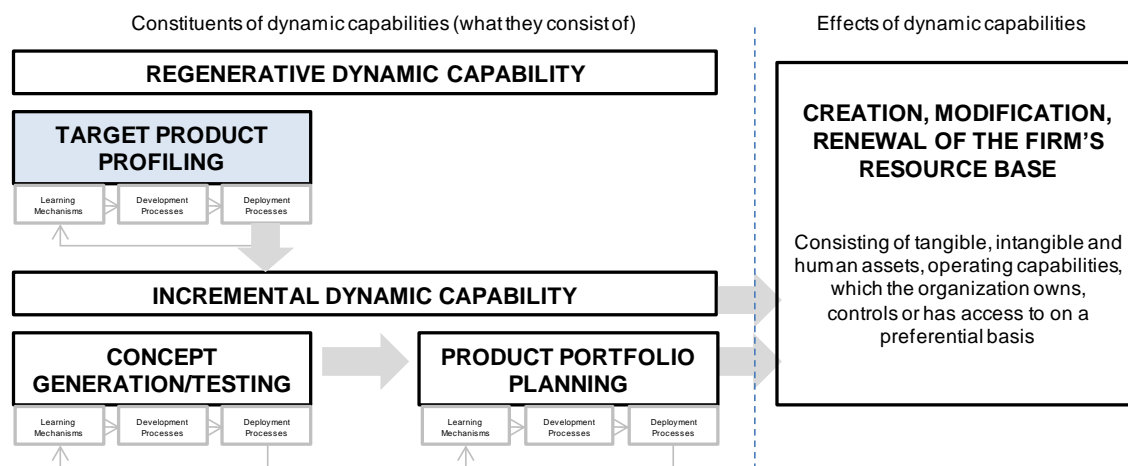 Constituents of dynamic capabilities (what they consist of)
Effects of dynamic capabilities
REGENERATIVE DYNAMIC CAPABILITY
TARGET PRODUCT
PROFILING
Learning
Mechanisms
Development
Processes
Deployment
Processes
INCREMENTAL DYNAMIC CAPABILITY
CONCEPT
GENERATION/TESTING
Learning
Mechanisms
Development
Processes
Deployment
Processes
PRODUCT PORTFOLIO
PLANNING
Learning
Mechanisms
Development
Processes
Deployment
Processes
CREATION, MODIFICATION,
RENEWAL OF THE FIRM'S
RESOURCE BASE
Consisting of tangible, intangible and
human assets, operating capabilities,
which the organization owns,
controls or has access to on a
preferential basis